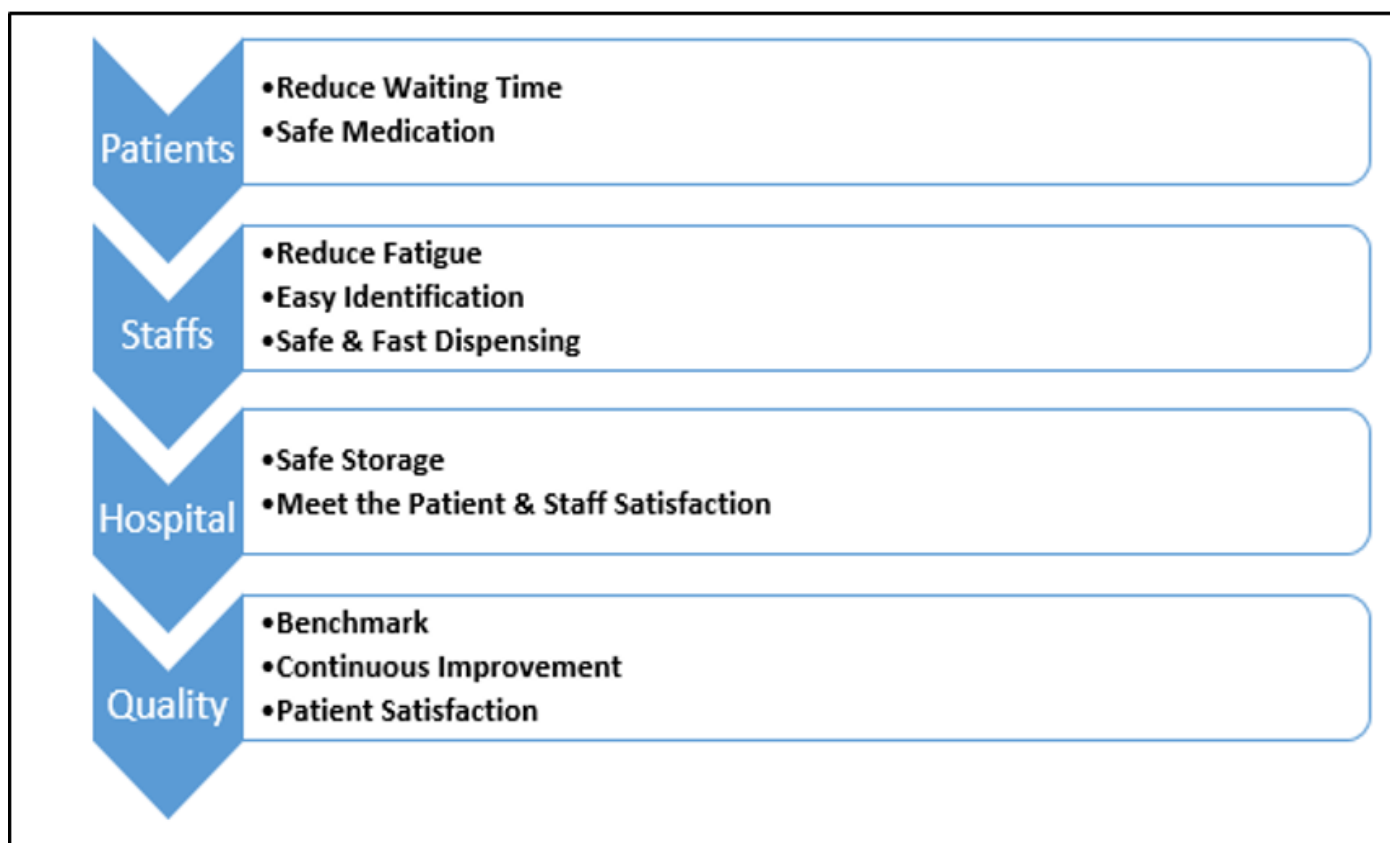 Patients
•Reduce Waiting Time
•Safe Medication
Staffs
•Reduce Fatigue
•Easy Identification
•Safe & Fast Dispensing
Hospital
•Safe Storage
•Meet the Patient & Staff Satisfaction
Quality
•Benchmark
•Continuous Improvement
•Patient Satisfaction